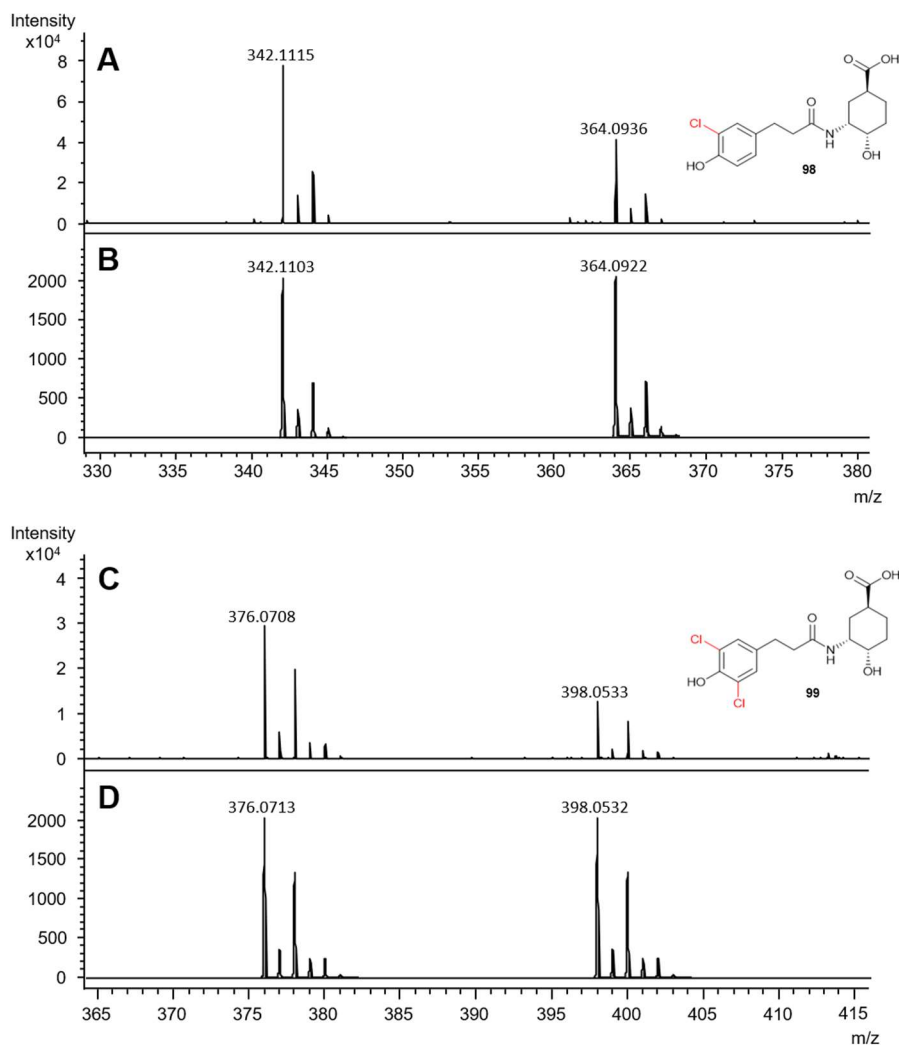 Intensity
x10⁴
A
8
6
4
2
0
342.1115
364.0936
O
OH
Cl
O
HO
N
H
OH
98
B
2000
1500
1000
500
0
342.1103
364.0922
330 335 340 345 350 355 360 365 370 375 380
m/z
Intensity
x10⁴
C
4
3
2
1
0
376.0708
398.0533
O
OH
Cl
O
HO
N
H
OH
Cl
99
D
2000
1500
1000
500
0
376.0713
398.0532
365 370 375 380 385 390 395 400 405 410 415
m/z